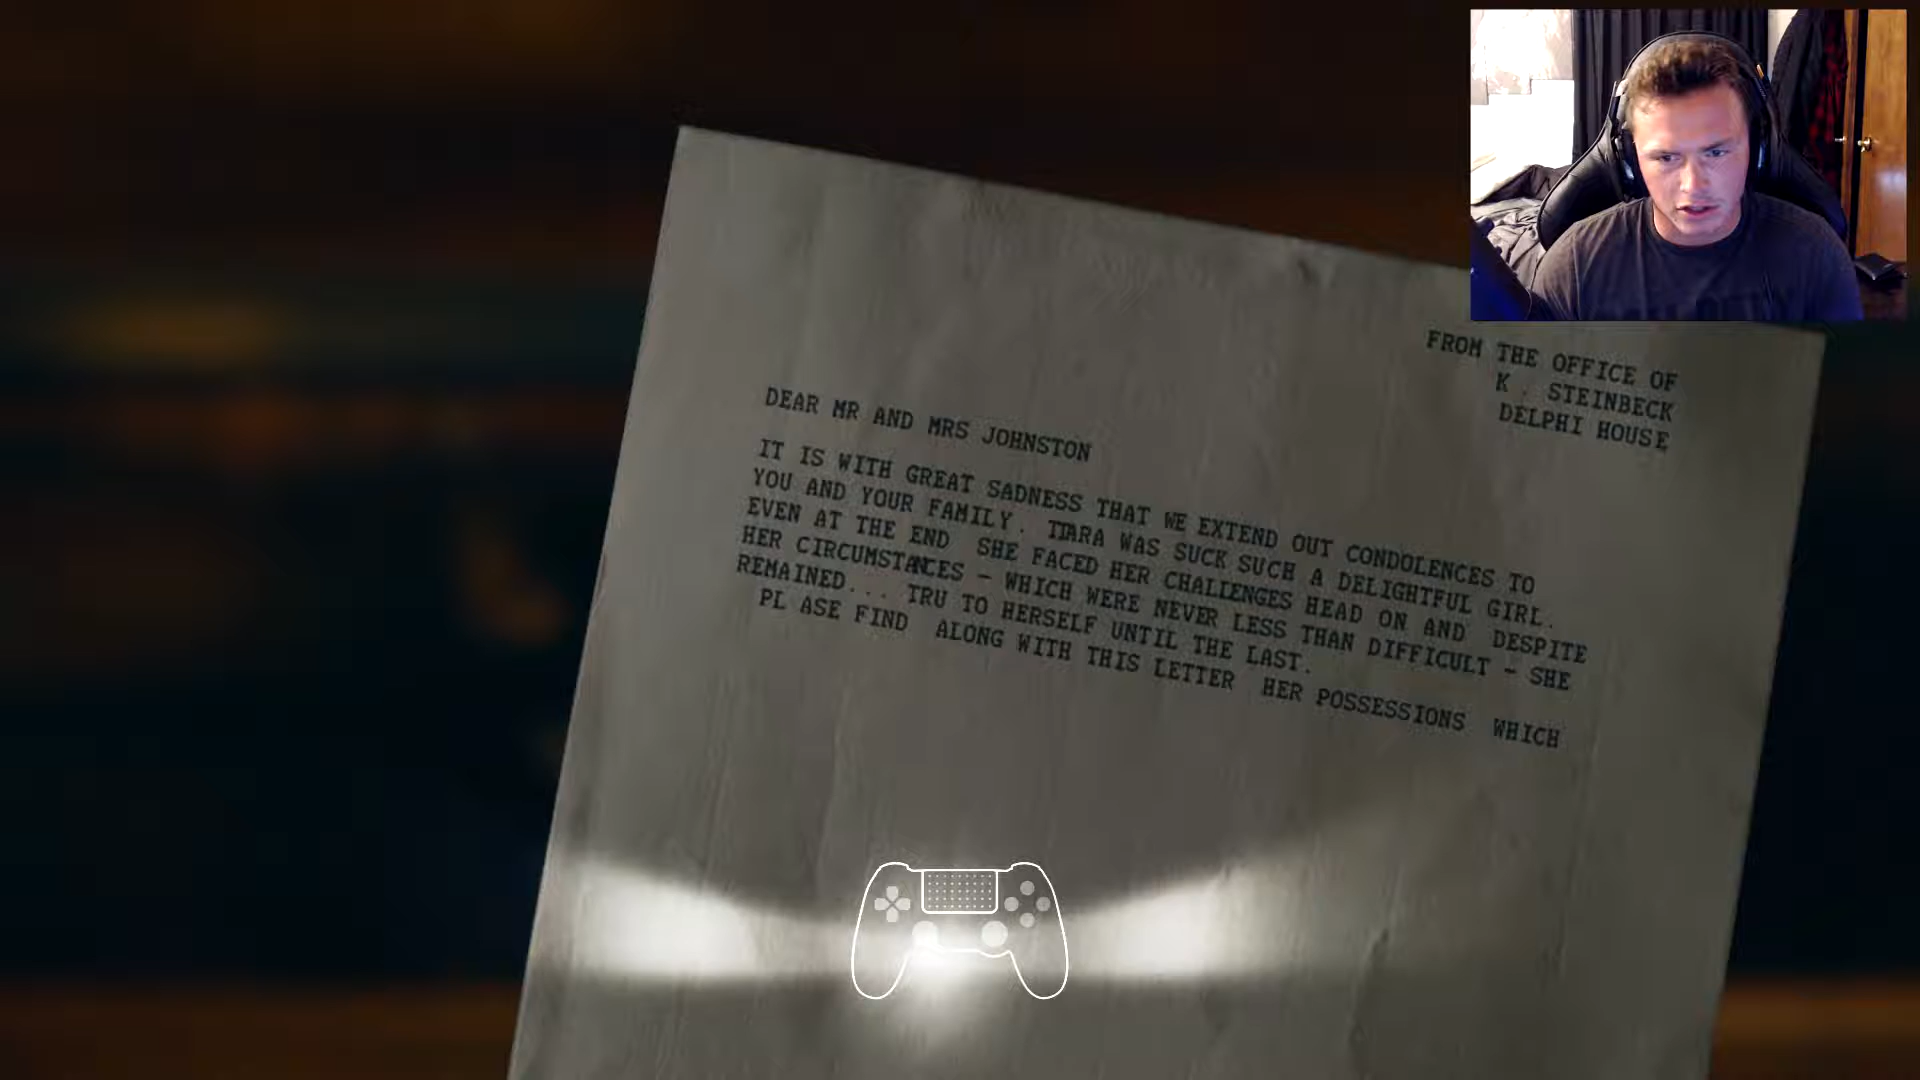 FROM THE OFFICE OF
K STEINBECK
DELPHI HOUSE
DEAR MR AND MRS JOHNSTON
IT IS WITH GREAT SADNESS THAT WE EXTEND OUT CONDOLENCES TO
YOU AND YOUR FAMILY. TIARA WAS SUCK SUCH A DELIGHTFUL GIRL.
EVEN AT THE END SHE FACED HER CHALLENGES HEAD ON AND DESPITE
HER CIRCUMSTANCES - WHICH WERE NEVER LESS THAN DIFFICULT - SHE
REMAINED... TRU TO HERSELF UNTIL THE LAST.
PL ASE FIND ALONG WITH THIS LETTER HER POSSESSIONS WHICH